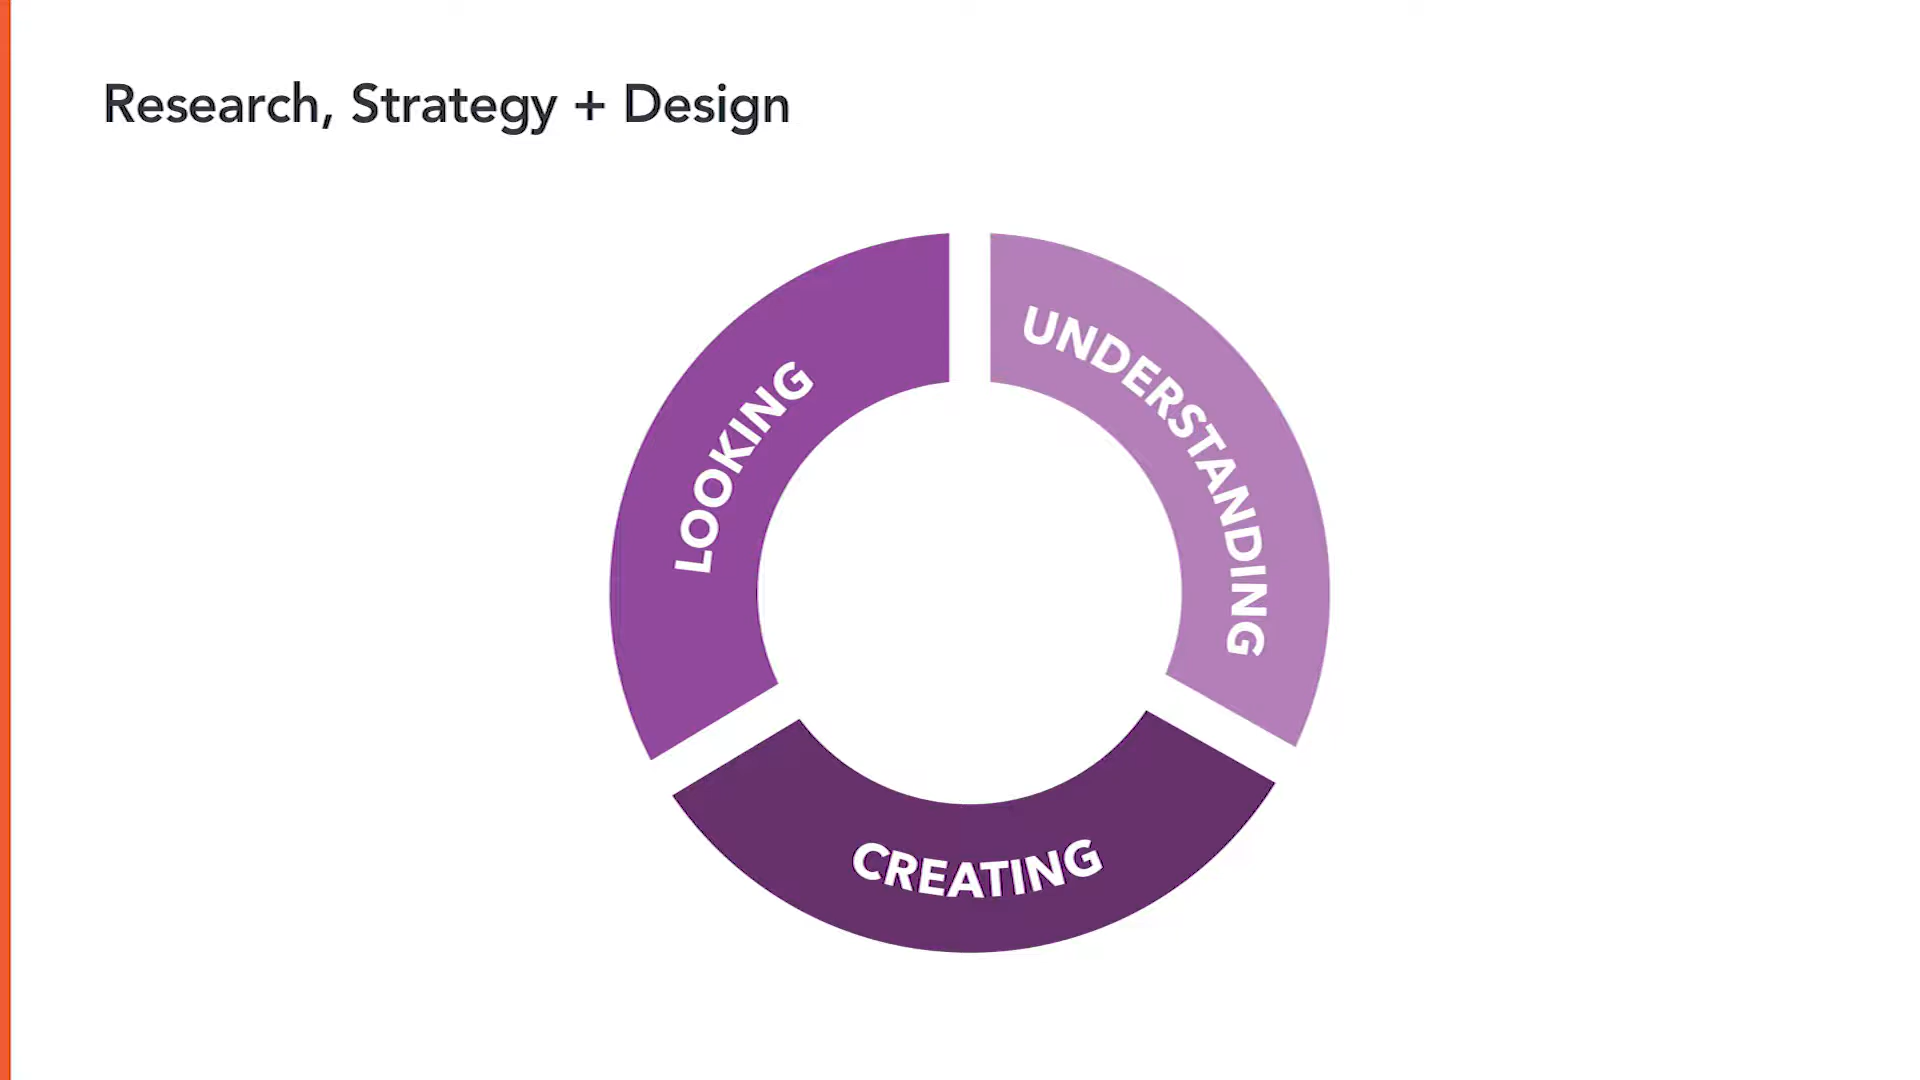 Research, Strategy + Design
LOOKING
UNDERSTANDING
CREATING